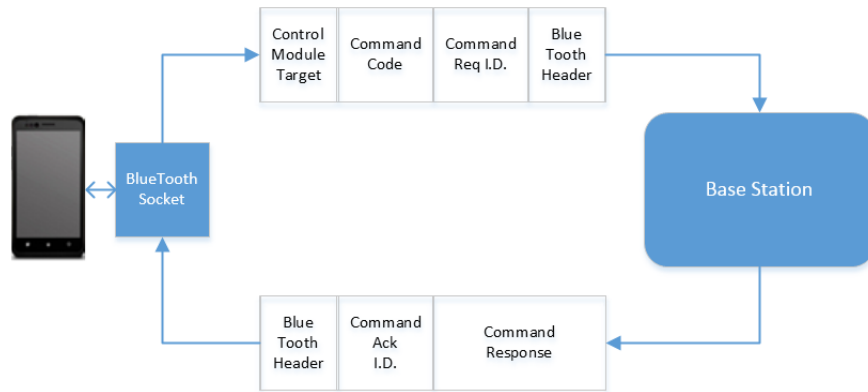 Control
Module
Target
Command
Code
Command
Req I.D.
Blue
Tooth
Header
BlueTooth
Socket
Base Station
Blue
Tooth
Header
Command
Ack
I.D.
Command
Response